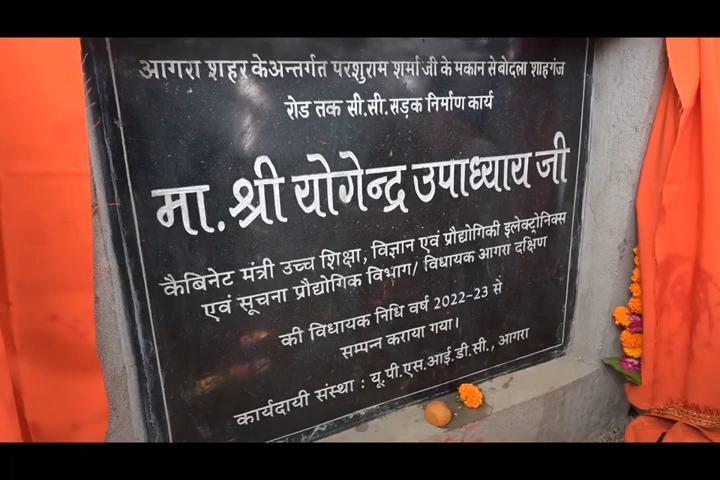 आगरा शहर केअन्तर्गत परशुराम शर्मा जी के मकान से बोदला शाहगंज
रोड तक सी.सी.सड़क निर्माण कार्य
मा.श्री योगेन्द्र उपाध्याय जी
कैबिनेट मंत्री उच्च शिक्षा, विज्ञान एवं प्रौद्योगिकी इलेक्ट्रोनिक्स
एवं सूचना प्रौद्योगिक विभाग/ विधायक आगरा दक्षिण
की विधायक निधि वर्ष 2022-23 से
सम्पन्न कराया गया।
कार्यदायी संस्था : यू.पी.एस.आई.डी.सी., आगरा